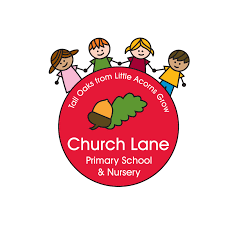 Tall Oaks from Little Acorns Grow
Church Lane
Primary School
& Nursery